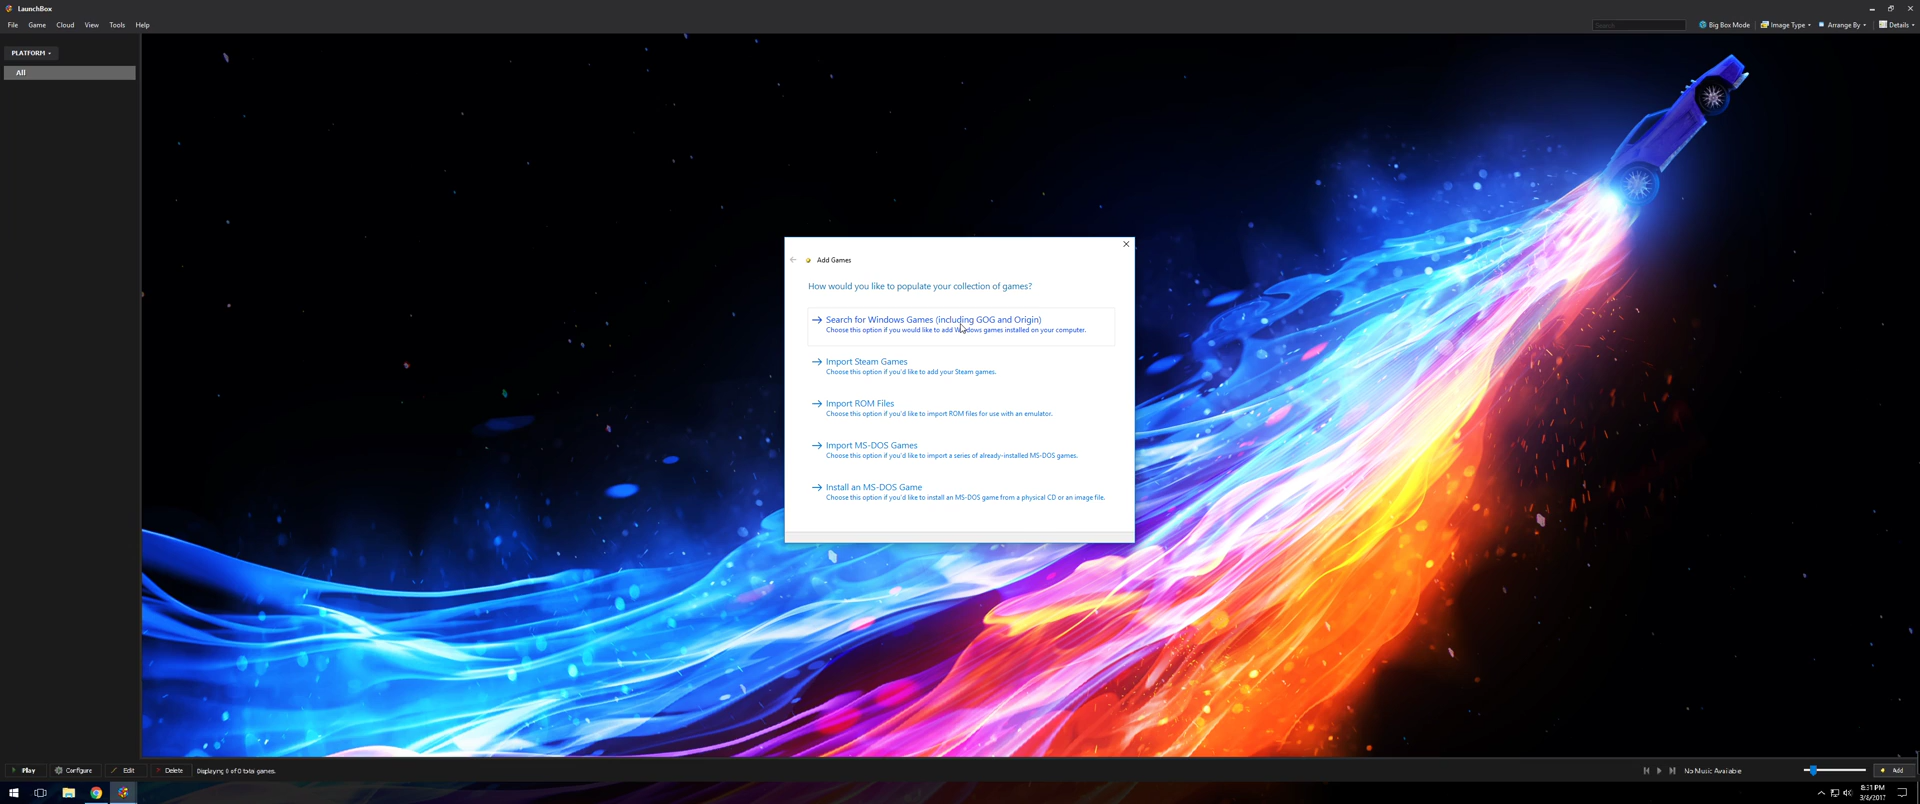 LaunchBox
File Game Cloud View Tools Help
Search Big Box Mode Image Type Arrange By Details
PLATFORM
All
Add Games
How would you like to populate your collection of games?
Search for Windows Games (including GOG and Origin)
Choose this option if you would like to add Windows games installed on your computer.
Import Steam Games
Choose this option if you'd like to add your Steam games.
Import ROM Files
Choose this option if you'd like to import ROM files for use with an emulator.
Import MS-DOS Games
Choose this option if you'd like to import a series of already-installed MS-DOS games.
Install an MS-DOS Game
Choose this option if you'd like to install an MS-DOS game from a physical CD or an image file.
Play Configure Edit Delete Displaying 0 of 0 total games. No Music Available Add
8:31 PM
3/8/2017